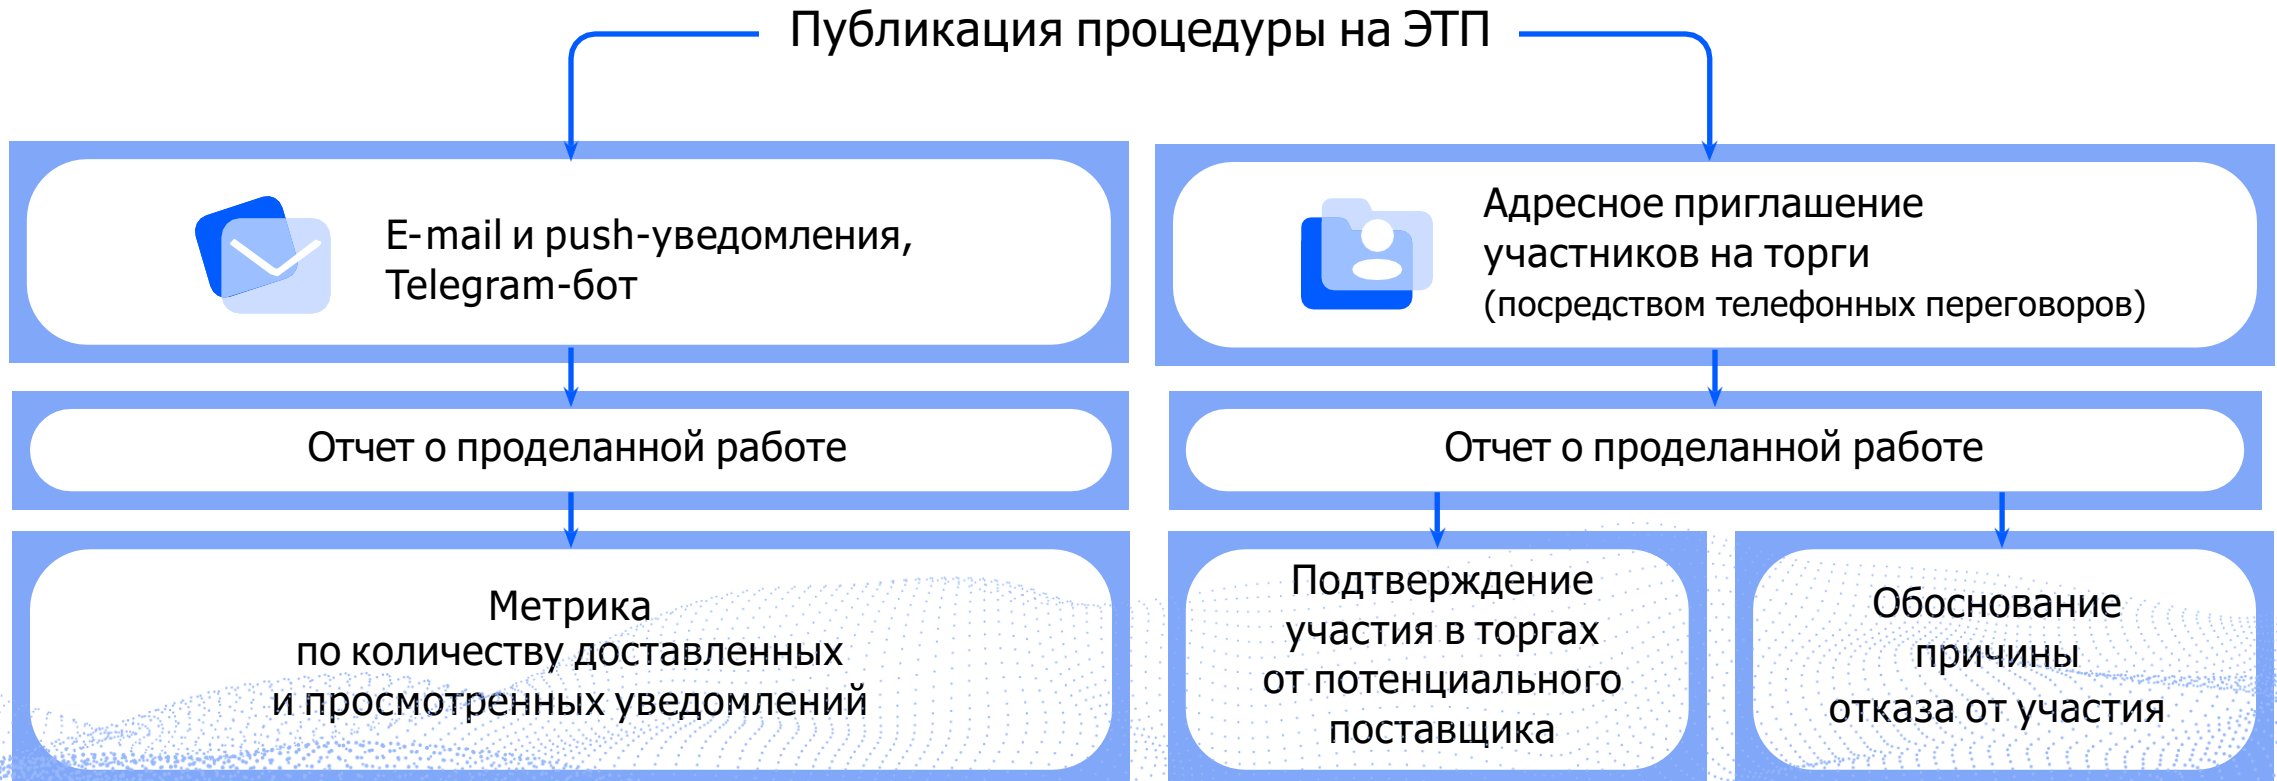 Публикация процедуры на ЭТП
E-mail и push-уведомления,
Telegram-бот
Адресное приглашение
участников на торги
(посредством телефонных переговоров)
Отчет о проделанной работе
Отчет о проделанной работе
Метрика
по количеству доставленных
и просмотренных уведомлений
Подтверждение
участия в торгах
от потенциального
поставщика
Обоснование
причины
отказа от участия